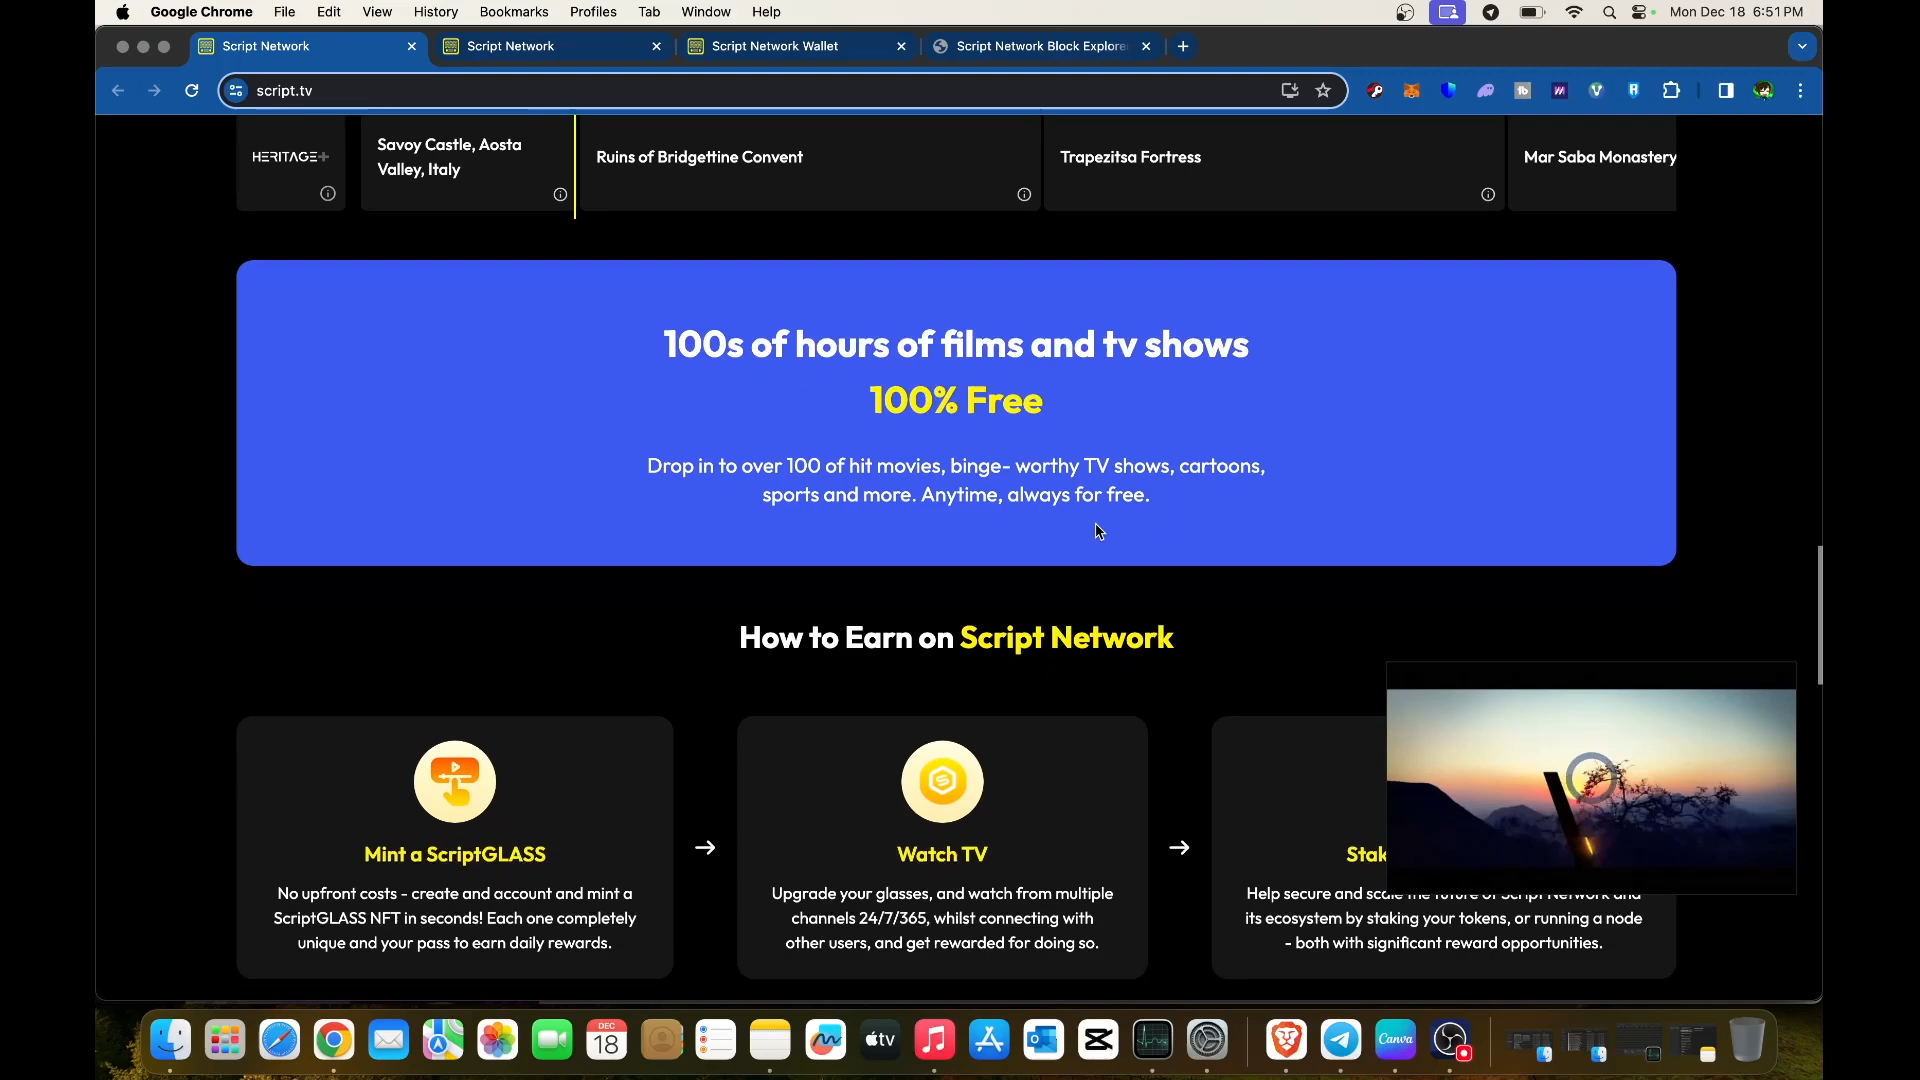 Google Chrome File Edit View History Bookmarks Profiles Tab Window Help Mon Dec 18 6:51 PM
Script Network Script Network Script Network Wallet Script Network Block Explore
script.tv
HERITAGE+
Savoy Castle, Aosta
Valley, Italy
Ruins of Bridgettine Convent
Trapezitsa Fortress
Mar Saba Monastery
100s of hours of films and tv shows
100% Free
Drop in to over 100 of hit movies, binge- worthy TV shows, cartoons,
sports and more. Anytime, always for free.
How to Earn on Script Network
Mint a ScriptGLASS
No upfront costs - create and account and mint a
ScriptGLASS NFT in seconds! Each one completely
unique and your pass to earn daily rewards.
Watch TV
Upgrade your glasses, and watch from multiple
channels 24/7/365, whilst connecting with
other users, and get rewarded for doing so.
Stak
Help secure and scale the future of Script Network and
its ecosystem by staking your tokens, or running a node
- both with significant reward opportunities.
DEC
18
tv
Canva